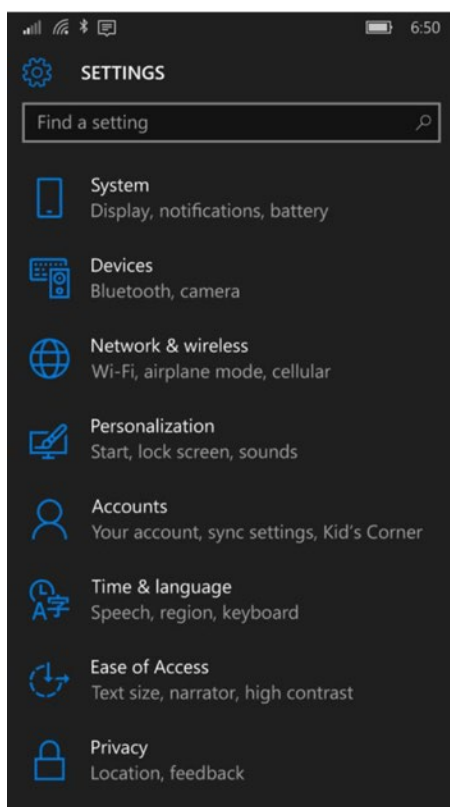 6:50
SETTINGS
Find a setting
System
Display, notifications, battery
Devices
Bluetooth, camera
Network & wireless
Wi-Fi, airplane mode, cellular
Personalization
Start, lock screen, sounds
Accounts
Your account, sync settings, Kid's Corner
Time & language
Speech, region, keyboard
Ease of Access
Text size, narrator, high contrast
Privacy
Location, feedback